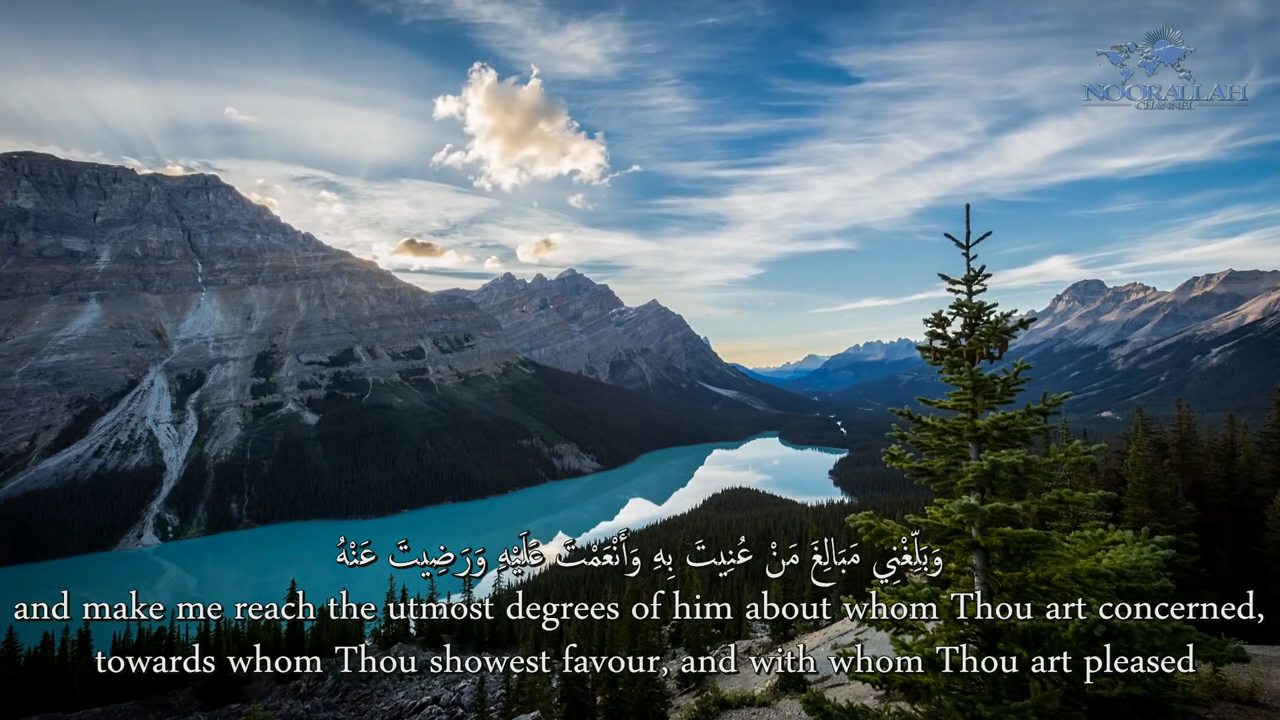 NOORALLAH
CHANNEL
وَبَلِّغْنِي مَبَالِغَ مَنْ عُنِيتَ بِهِ وَأَنْعَمْتَ عَلَيْهِ وَرَضِيتَ عَنْهُ
and make me reach the utmost degrees of him about whom Thou art concerned,
towards whom Thou showest favour, and with whom Thou art pleased